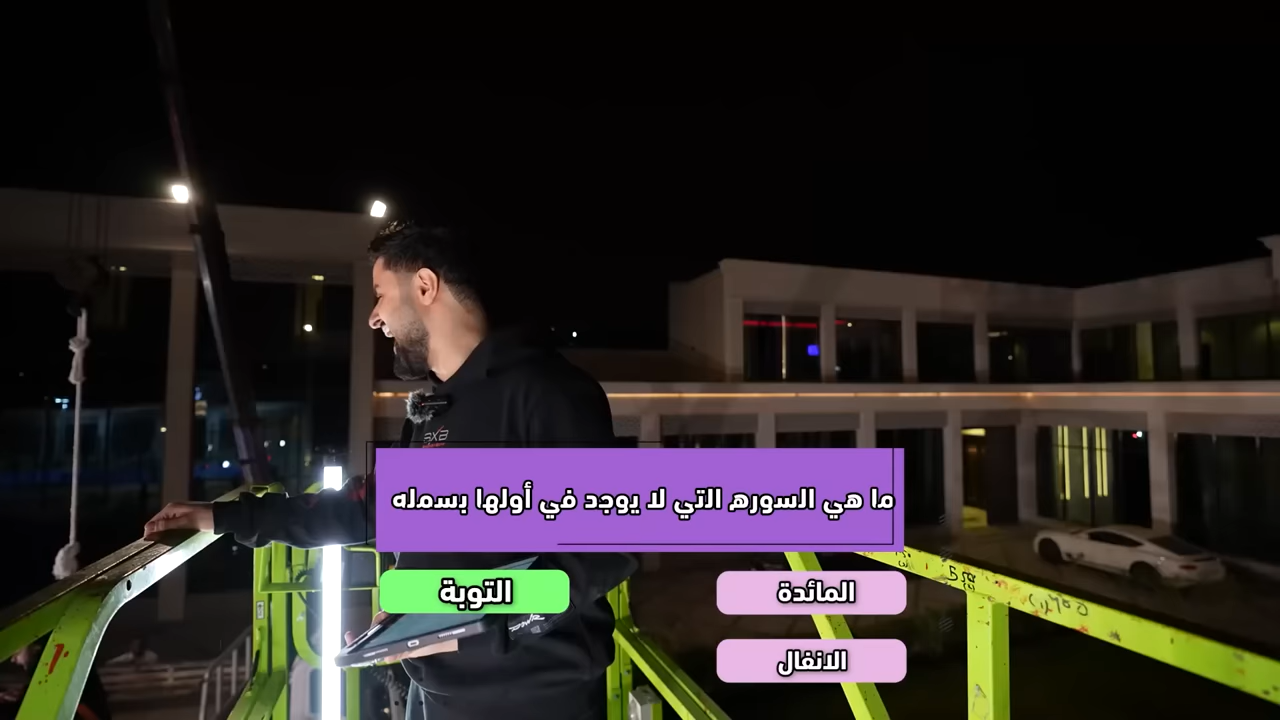 ما هي السوره التي لا يوجد في أولها بسمله
المائدة
التوبة
الانفال